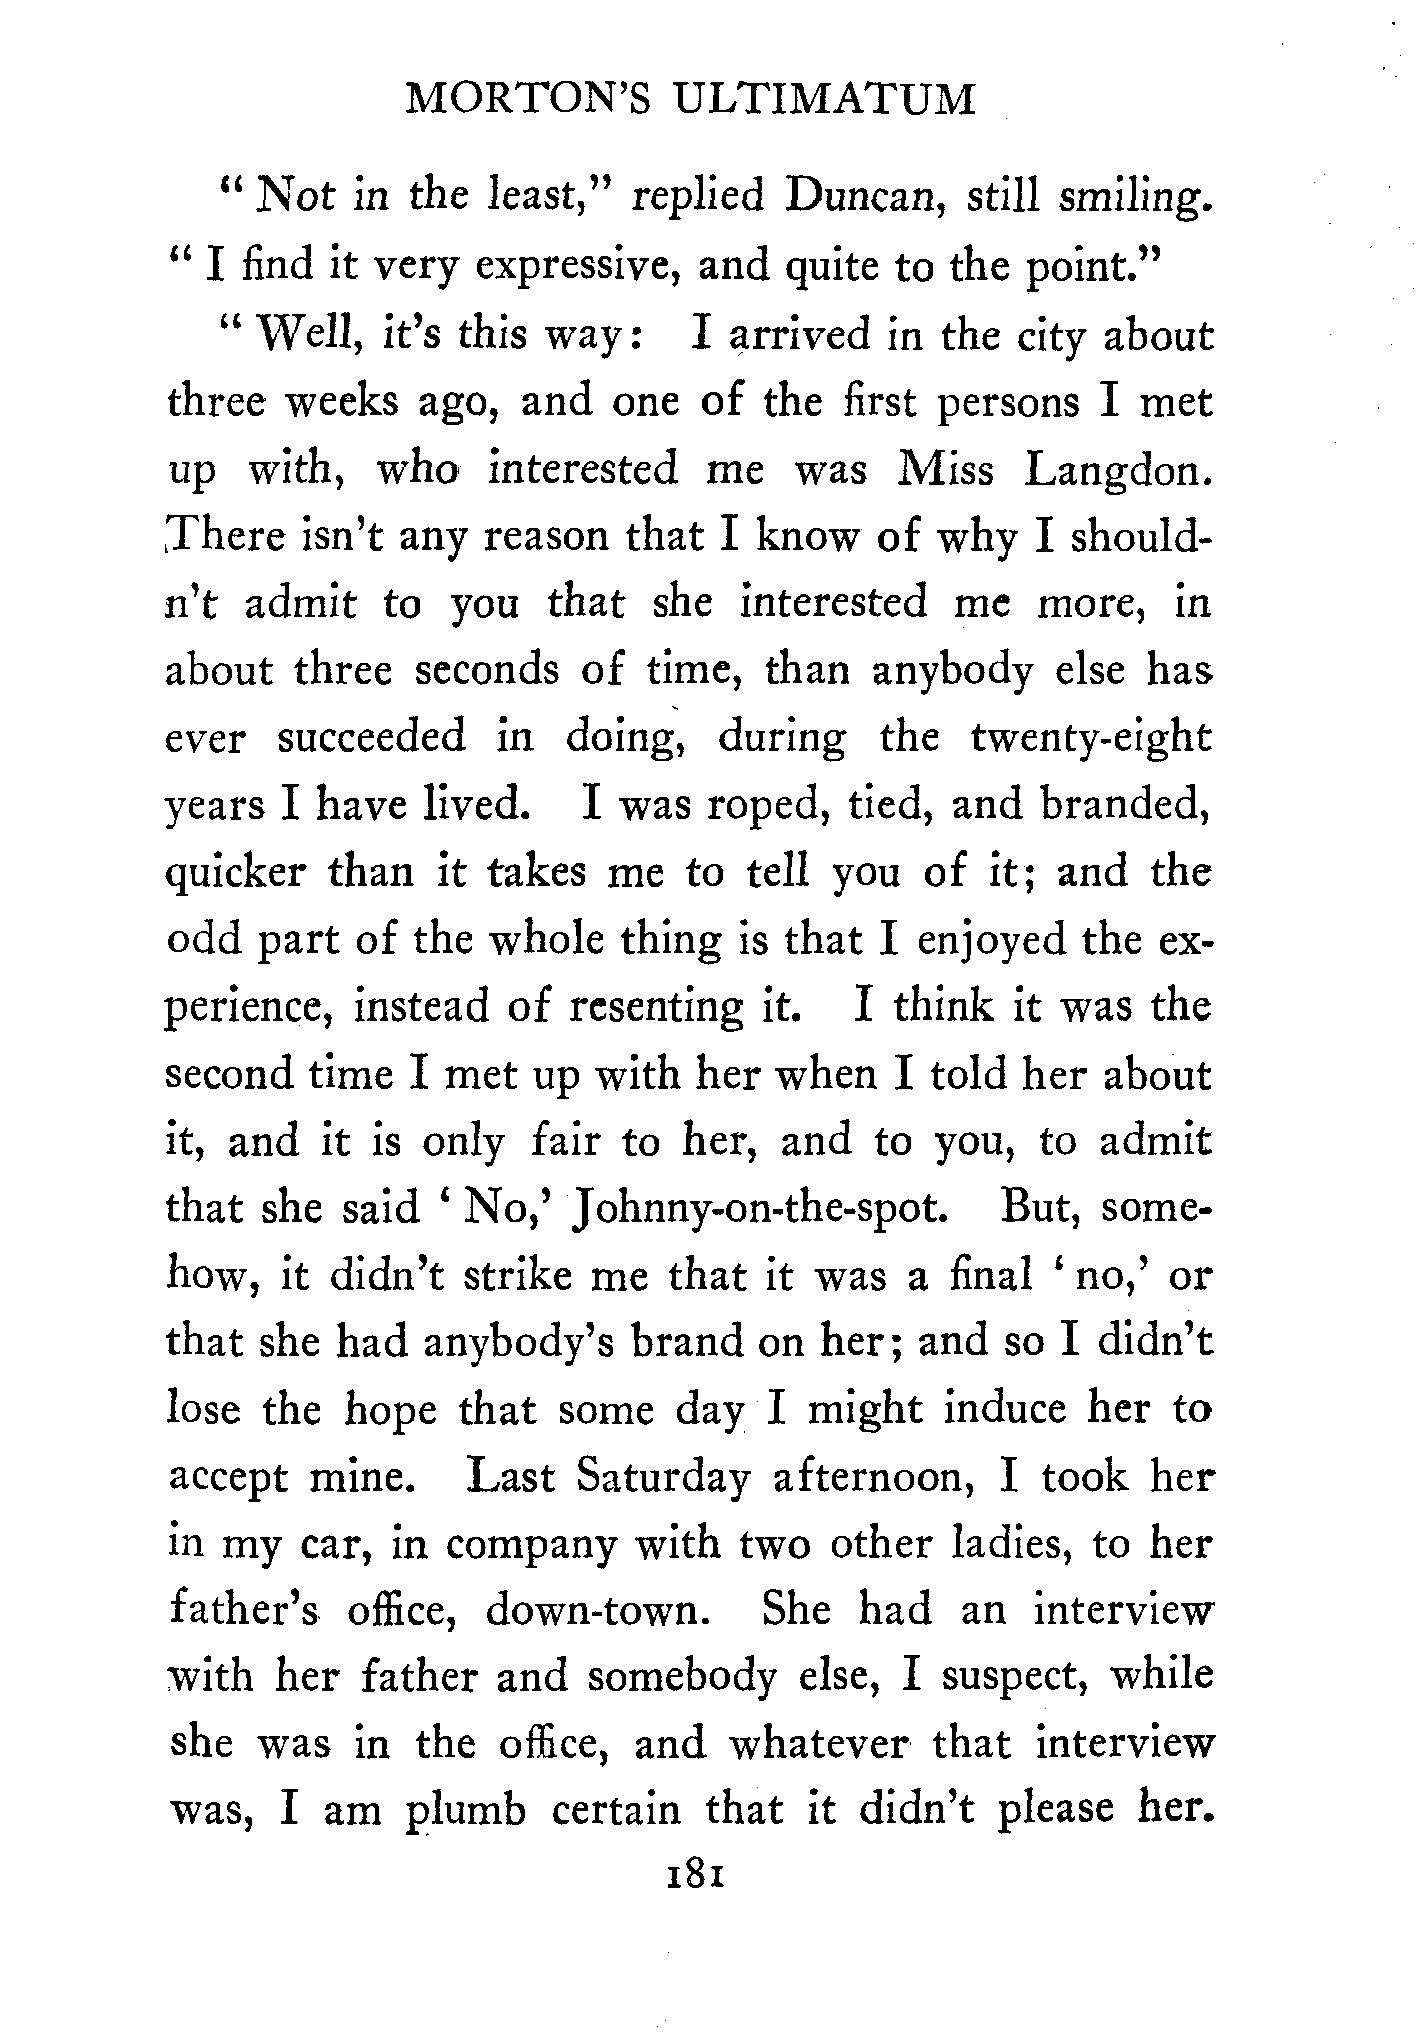 MORTON'S ULTIMATUM
" Not in the least," replied Duncan, still smiling.
" I find it very expressive, and quite to the point."
" Well, it's this way: I arrived in the city about
three weeks ago, and one of the first persons I met
up with, who interested me was Miss Langdon.
There isn't any reason that I know of why I should-
n't admit to you that she interested me more, in
about three seconds of time, than anybody else has
ever succeeded in doing, during the twenty-eight
years I have lived. I was roped, tied, and branded,
quicker than it takes me to tell you of it; and the
odd part of the whole thing is that I enjoyed the ex-
perience, instead of resenting it. I think it was the
second time I met up with her when I told her about
it, and it is only fair to her, and to you, to admit
that she said ' No,' Johnny-on-the-spot. But, some-
how, it didn't strike me that it was a final ' no,' or
that she had anybody's brand on her; and so I didn't
lose the hope that some day I might induce her to
accept mine. Last Saturday afternoon, I took her
in my car, in company with two other ladies, to her
father's office, down-town. She had an interview
with her father and somebody else, I suspect, while
she was in the office, and whatever that interview
was, I am plumb certain that it didn't please her.
181